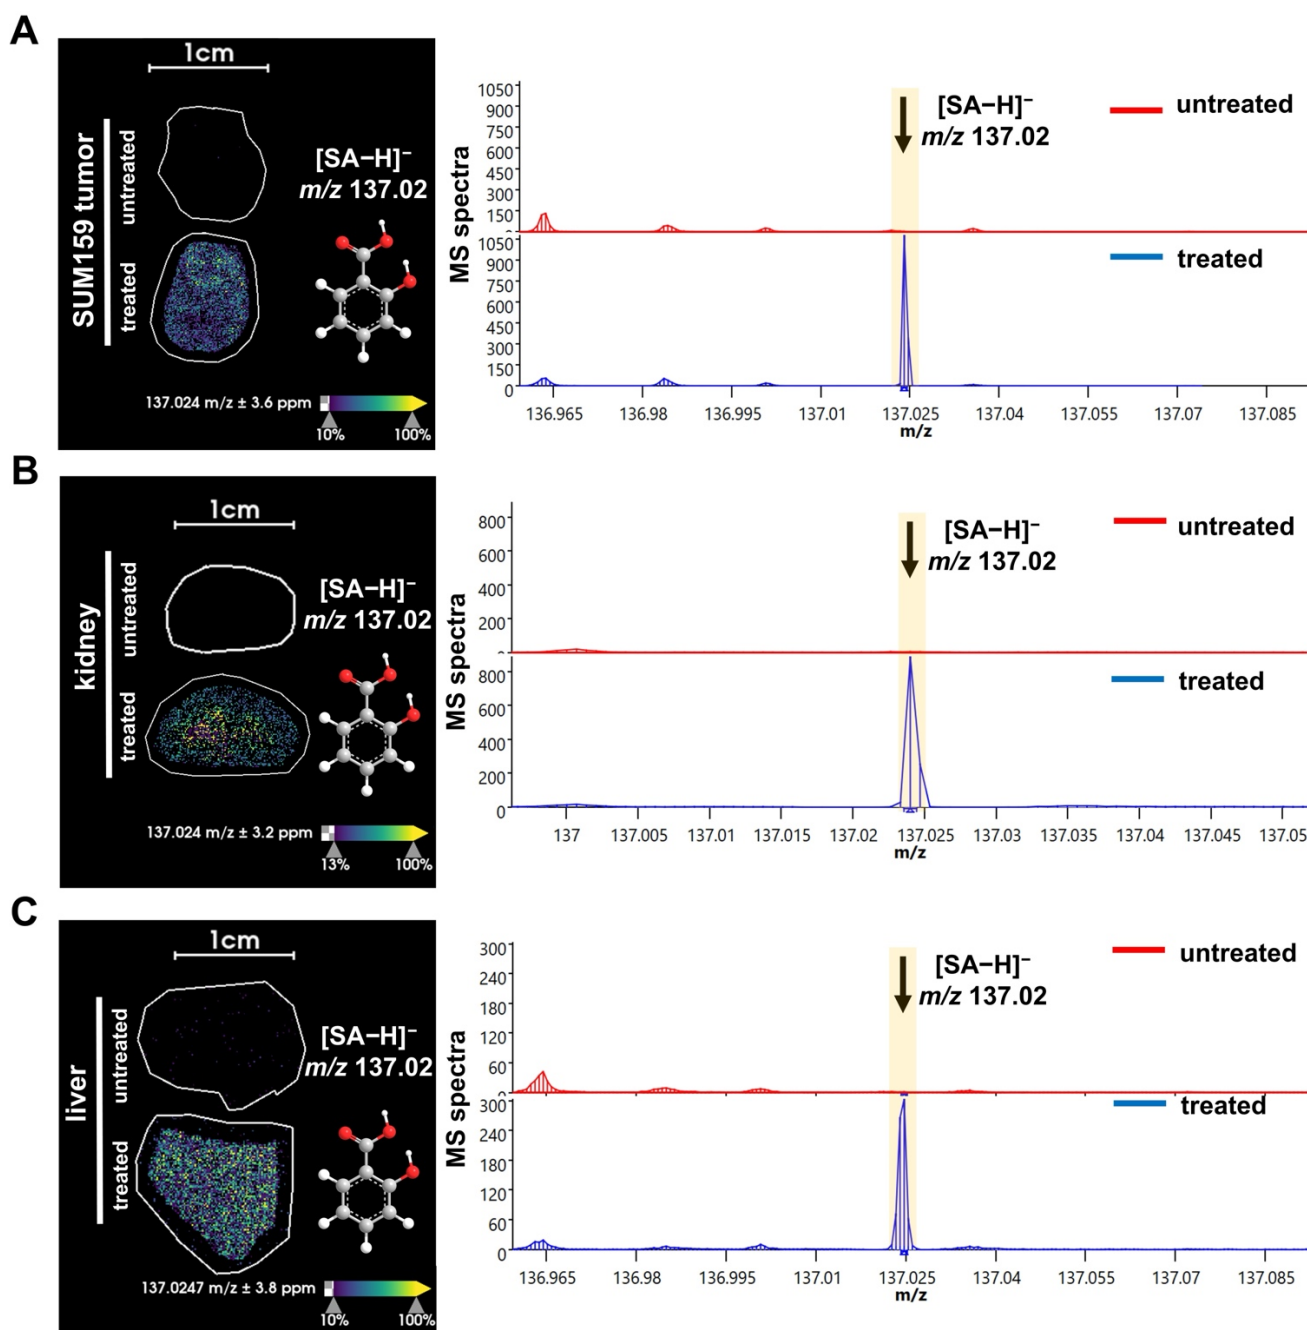 A
1cm
SUM159 tumor
untreated
treated
[SA−H]⁻
m/z 137.02
137.024 m/z ± 3.6 ppm
10%
100%
MS spectra
1050
900
750
600
450
300
150
0
1050
900
750
600
450
300
150
0
[SA−H]⁻
m/z 137.02
untreated
treated
136.965
136.98
136.995
137.01
137.025
137.04
137.055
137.07
137.085
m/z
B
1cm
kidney
untreated
treated
[SA−H]⁻
m/z 137.02
137.024 m/z ± 3.2 ppm
13%
100%
MS spectra
800
600
400
200
0
800
600
400
200
0
[SA−H]⁻
m/z 137.02
untreated
treated
137
137.005
137.01
137.015
137.02
137.025
137.03
137.035
137.04
137.045
137.05
m/z
C
1cm
liver
untreated
treated
[SA−H]⁻
m/z 137.02
137.0247 m/z ± 3.8 ppm
10%
100%
MS spectra
300
240
180
120
60
0
300
240
180
120
60
0
[SA−H]⁻
m/z 137.02
untreated
treated
136.965
136.98
136.995
137.01
137.025
137.04
137.055
137.07
137.085
m/z